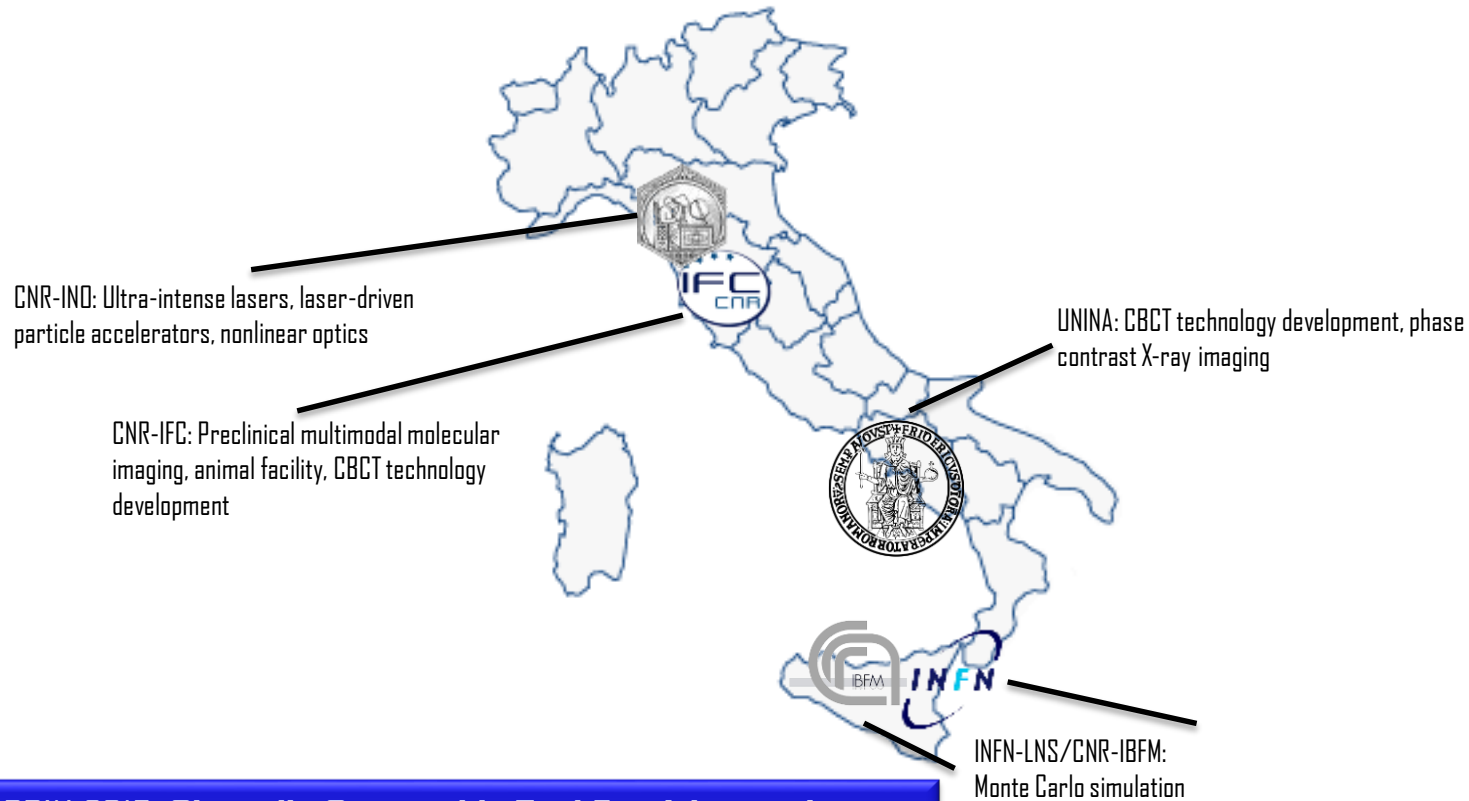 IFC
CNR
CNR-INO: Ultra-intense lasers, laser-driven
particle accelerators, nonlinear optics
UNINA: CBCT technology development, phase
contrast X-ray imaging
CNR-IFC: Preclinical multimodal molecular
imaging, animal facility, CBCT technology
development
IBFM
INFN
INFN-LNS/CNR-IBFM:
Monte Carlo simulation